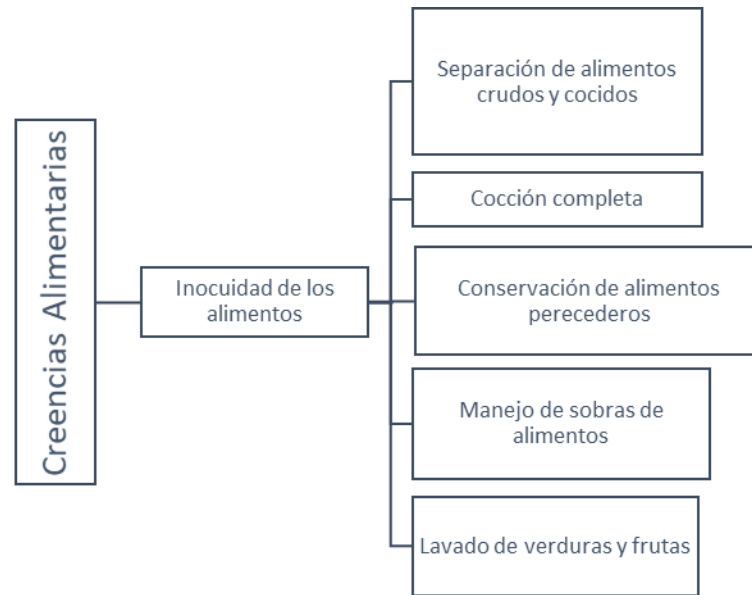 Creencias Alimentarias
Inocuidad de los
alimentos
Separación de alimentos
crudos y cocidos
Cocción completa
Conservación de alimentos
perecederos
Manejo de sobras de
alimentos
Lavado de verduras y frutas